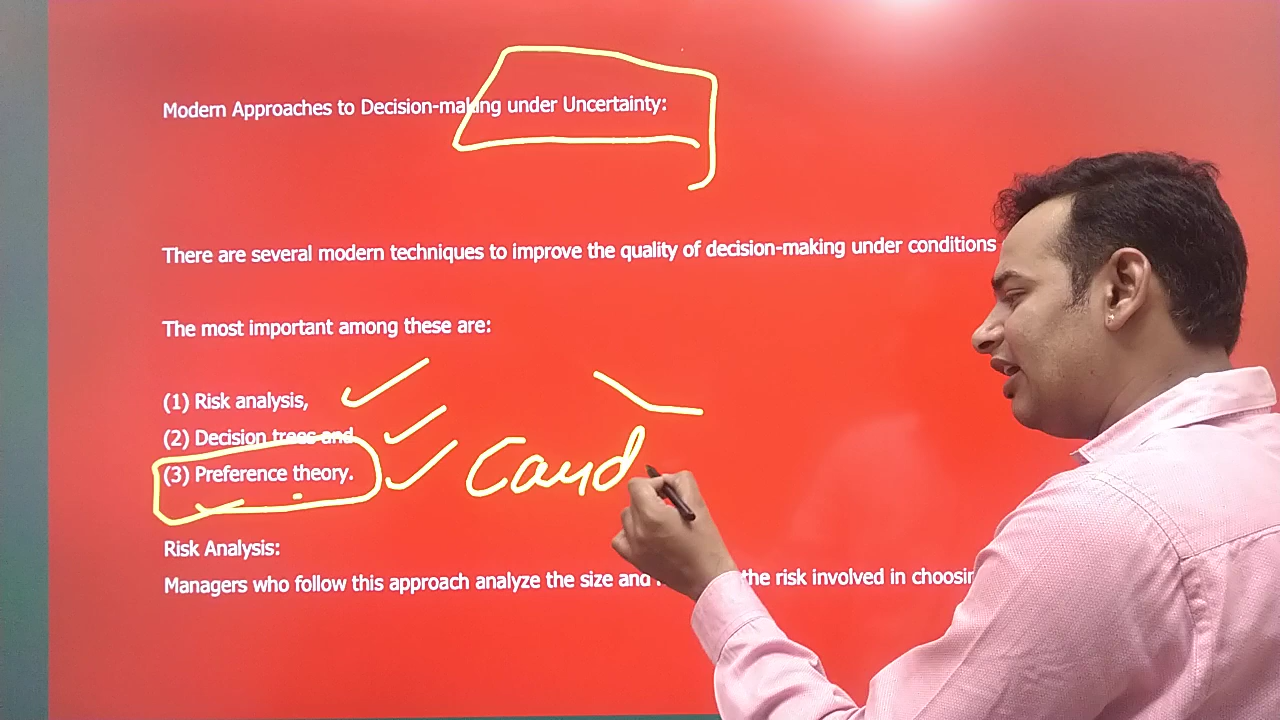 Modern Approaches to Decision-making under Uncertainty:
There are several modern techniques to improve the quality of decision-making under conditions
The most important among these are:
(1) Risk analysis,
(2) Decision trees and
(3) Preference theory. Cand
Risk Analysis:
Managers who follow this approach analyze the size and the risk involved in